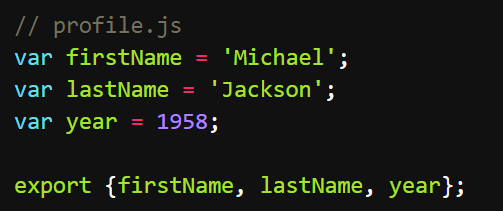 // profile.js
var firstName = 'Michael';
var lastName = 'Jackson';
var year = 1958;
export {firstName, lastName, year};